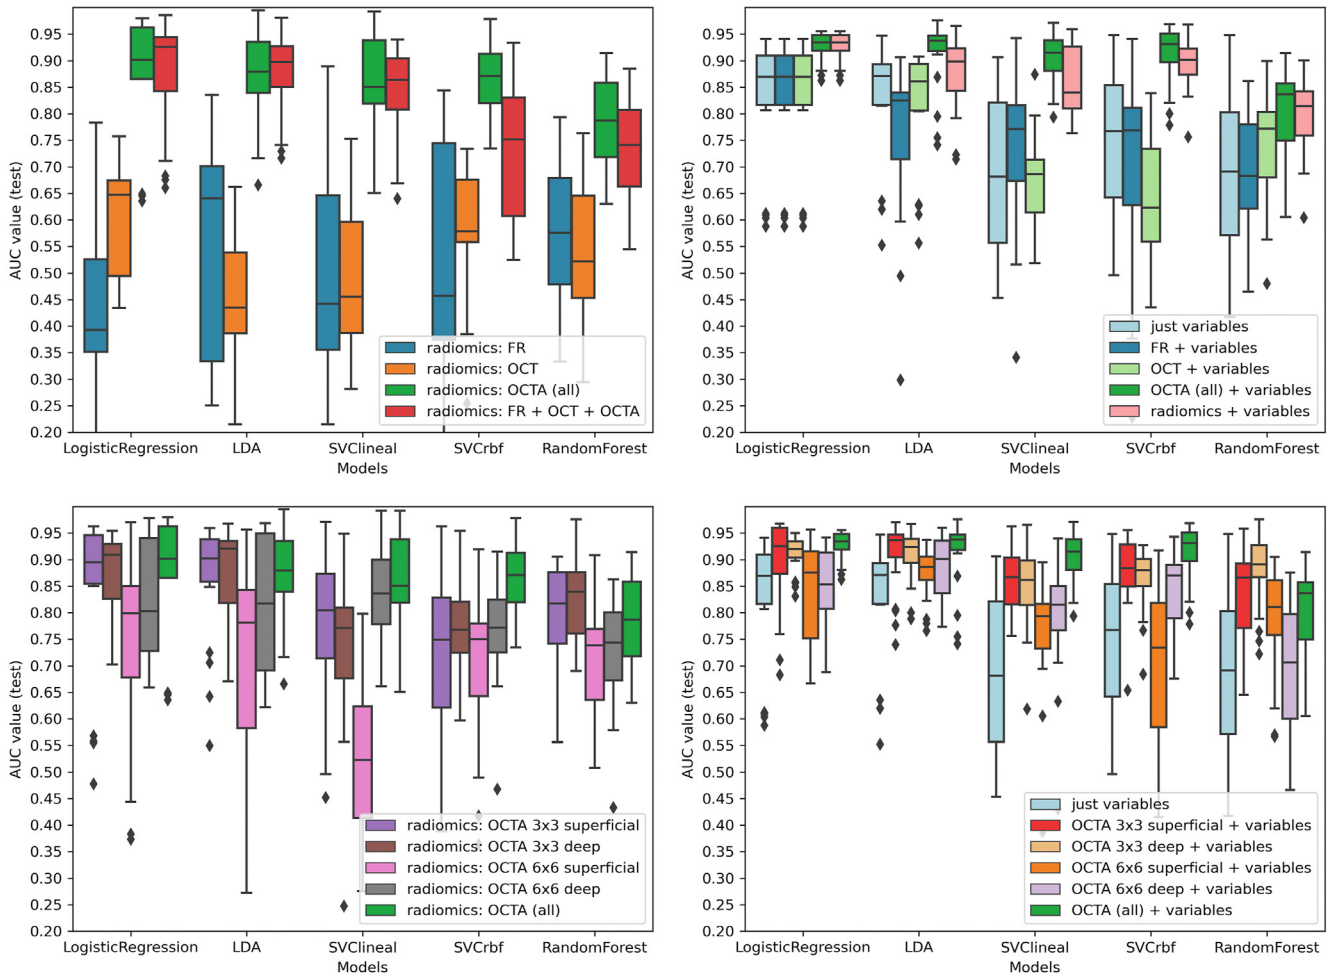 0.95
0.90
0.85
0.80
0.75
0.70
0.65
0.60
0.55
0.50
0.45
0.40
0.35
0.30
0.25
0.20
AUC value (test)
radiomics: FR
radiomics: OCT
radiomics: OCTA (all)
radiomics: FR + OCT + OCTA
LogisticRegression LDA SVClineal SVCrbf RandomForest
Models
0.95
0.90
0.85
0.80
0.75
0.70
0.65
0.60
0.55
0.50
0.45
0.40
0.35
0.30
0.25
0.20
AUC value (test)
just variables
FR + variables
OCT + variables
OCTA (all) + variables
radiomics + variables
LogisticRegression LDA SVClineal SVCrbf RandomForest
Models
0.95
0.90
0.85
0.80
0.75
0.70
0.65
0.60
0.55
0.50
0.45
0.40
0.35
0.30
0.25
0.20
AUC value (test)
radiomics: OCTA 3x3 superficial
radiomics: OCTA 3x3 deep
radiomics: OCTA 6x6 superficial
radiomics: OCTA 6x6 deep
radiomics: OCTA (all)
LogisticRegression LDA SVClineal SVCrbf RandomForest
Models
0.95
0.90
0.85
0.80
0.75
0.70
0.65
0.60
0.55
0.50
0.45
0.40
0.35
0.30
0.25
0.20
AUC value (test)
just variables
OCTA 3x3 superficial + variables
OCTA 3x3 deep + variables
OCTA 6x6 superficial + variables
OCTA 6x6 deep + variables
OCTA (all) + variables
LogisticRegression LDA SVClineal SVCrbf RandomForest
Models